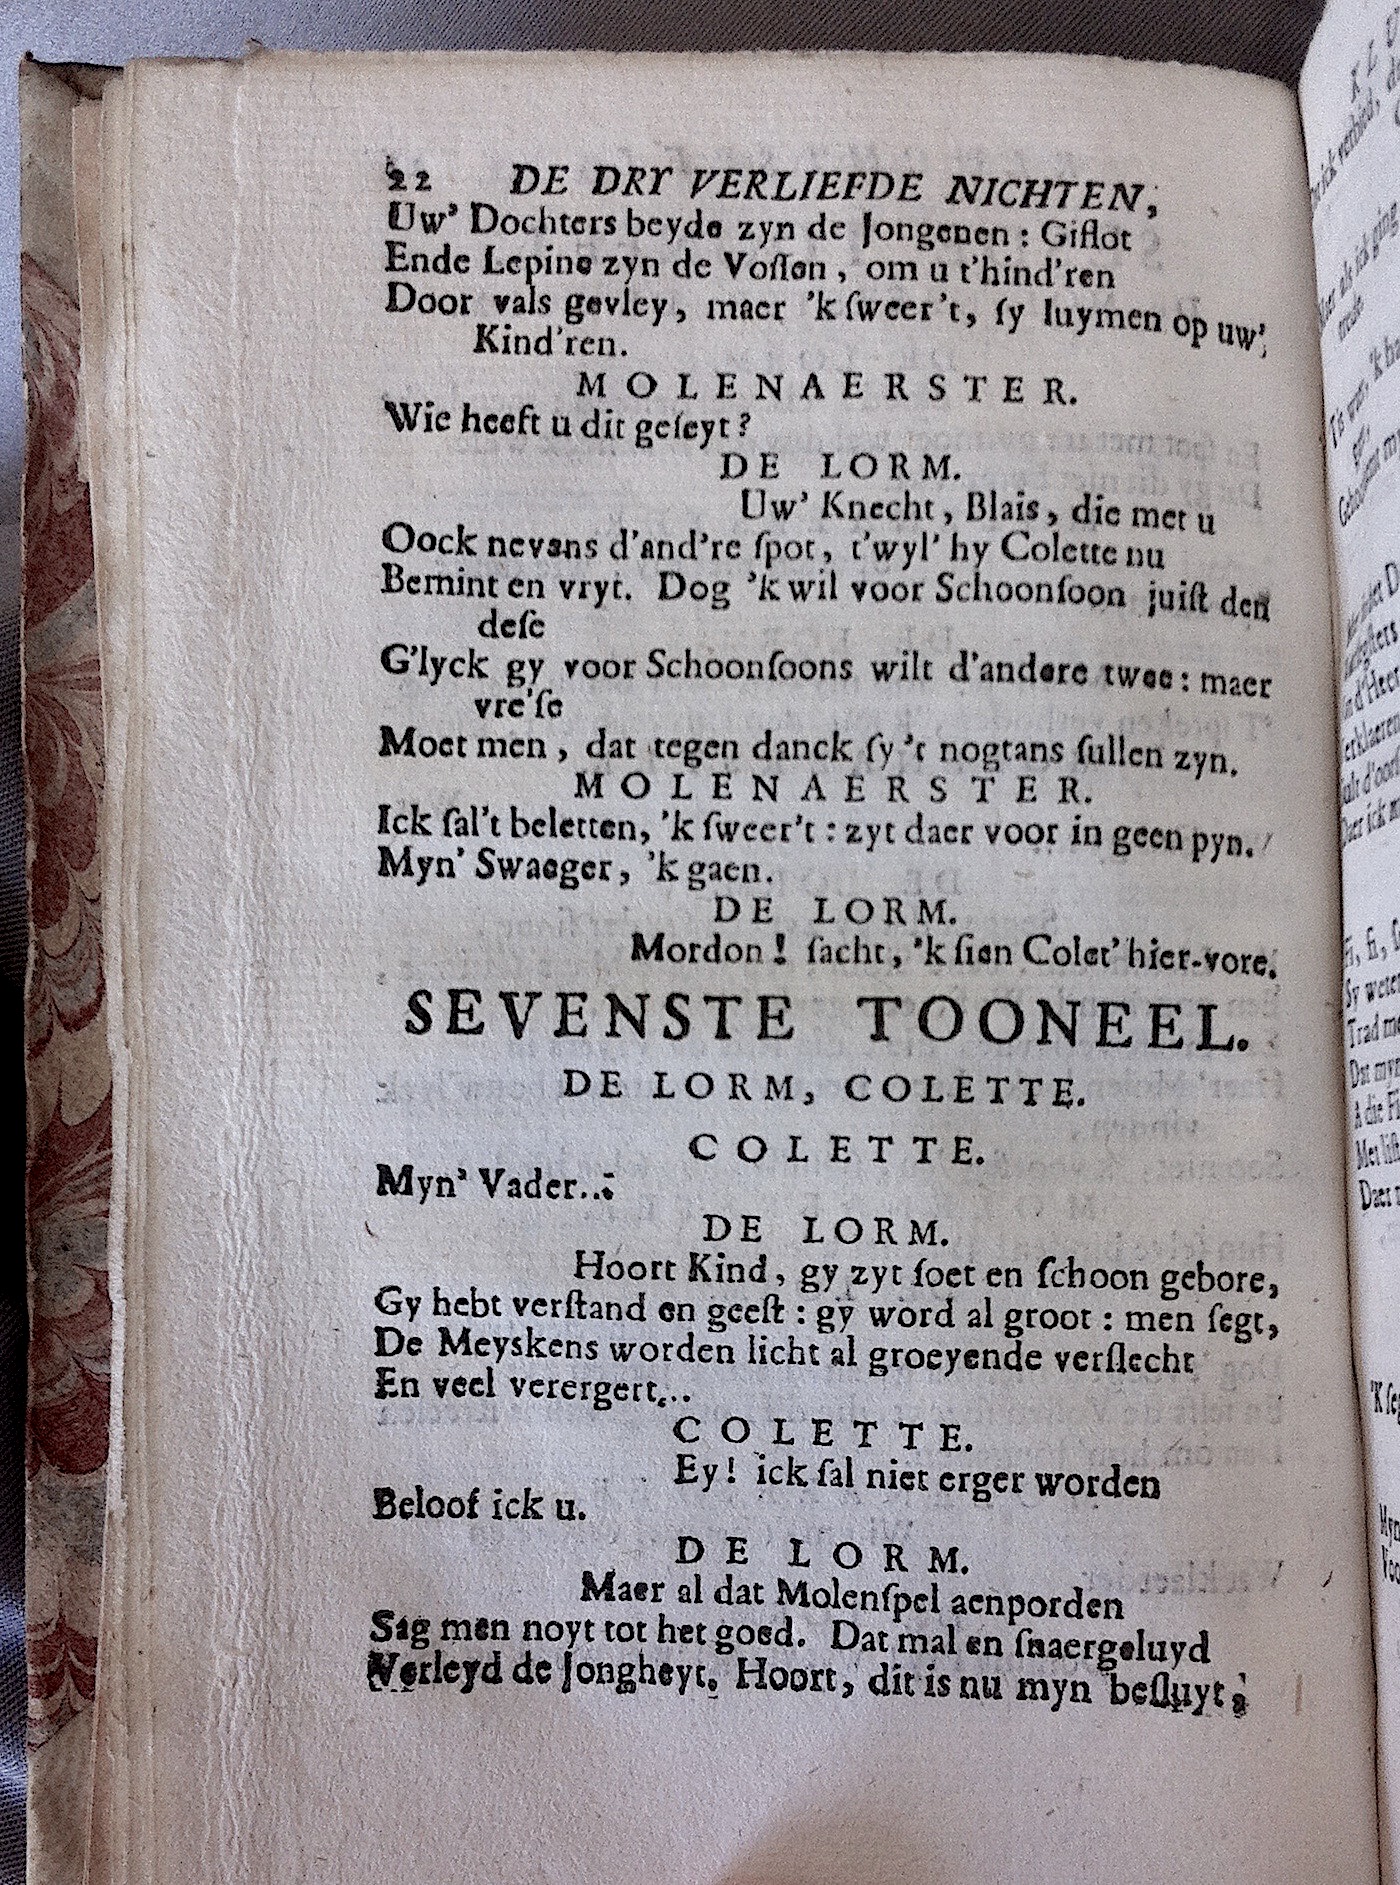 22 DE DRY VERLIEFDE NICHTEN,
Uw' Dochters beyde zyn de Jongenen : Giflot
Ende Lepine zyn de Voſſen, om u t'hind'ren
Door vals gevley, maer 'k ſweer't, ſy luymen op uw'
Kind'ren.
MOLENAERSTER.
Wie heeft u dit geſeyt?
DE LORM.
Uw' Knecht, Blais, die met u
Oock nevans d'and're ſpot, t'wyl' hy Colette nu
Bemint en vryt. Dog 'k wil voor Schoonſoon juiſt den
deſe
G'lyck gy voor Schoonſoons wilt d'andere twee : maer
vre'ſe
Moet men, dat tegen danck ſy 't nogtans ſullen zyn.
MOLENAERSTER.
Ick ſal't beletten, 'k ſweer't : zyt daer voor in geen pyn.
Myn' Swaeger, 'k gaen.
DE LORM.
Mordon! ſacht, 'k ſien Colet' hier-vore.
SEVENSTE TOONEEL.
DE LORM, COLETTE.
COLETTE.
Myn' Vader...
DE LORM.
Hoort Kind, gy zyt ſoet en ſchoon gebore,
Gy hebt verſtand en geeſt : gy word al groot : men ſegt,
De Meyskens worden licht al groeyende verſlecht
En veel verergert...
COLETTE.
Ey! ick ſal niet erger worden
Beloof ick u.
DE LORM.
Maer al dat Molenſpel aenporden
Sag men noyt tot het goed. Dat mal en ſnaergeluyd
Verleyd de Jongheyt. Hoort, dit is nu myn beſluyt,